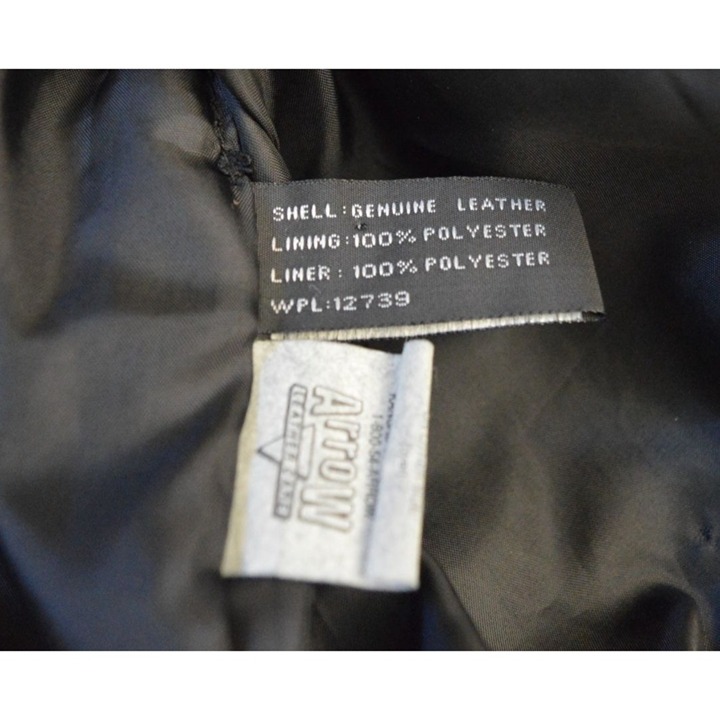 SHELL: GENUINE LEATHER
LINING: 100% POLYESTER
LINER: 100% POLYESTER
WPL: 12739
Arrow